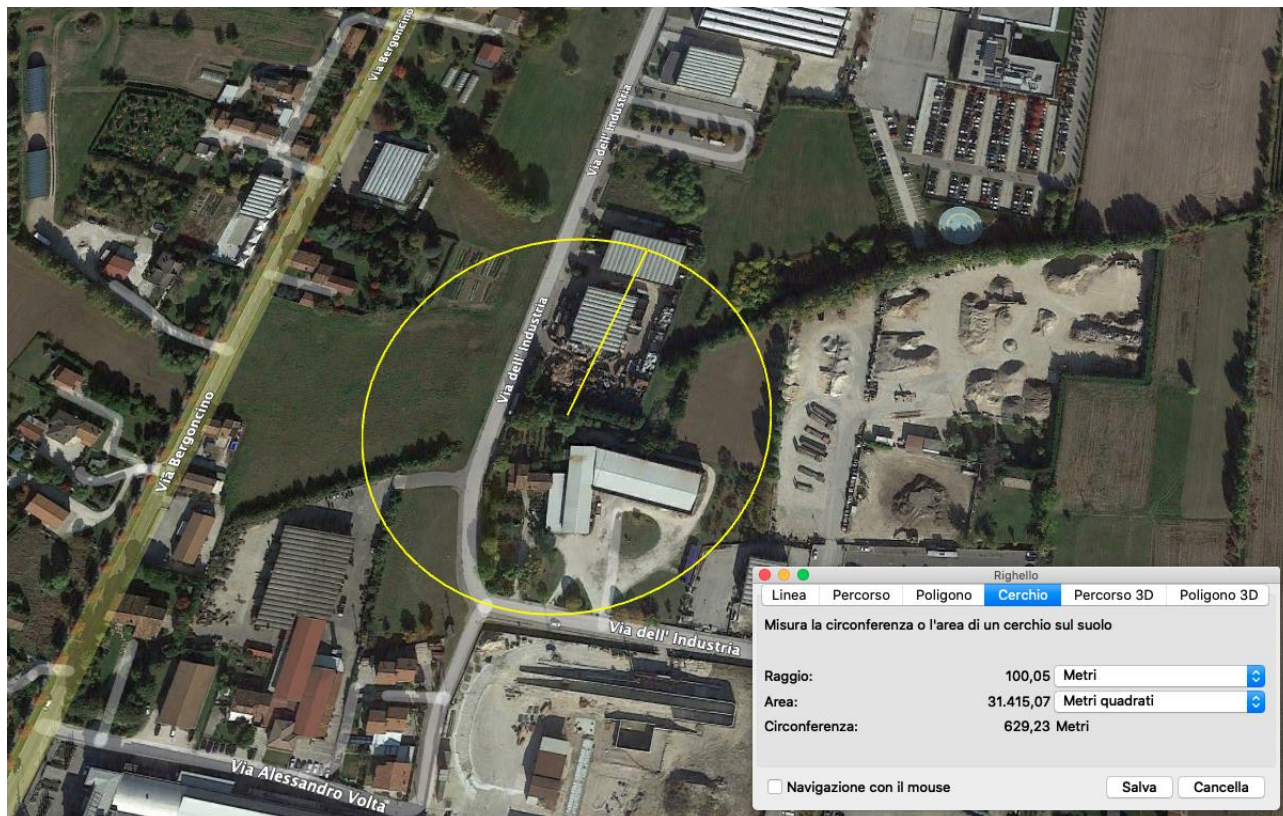 Via Bergoncino
Via dell' Industria
Via dell' Industria
Via Bergoncino
Via dell' Industria
Via Alessandro Volta
Righello
Linea Percorso Poligono Cerchio Percorso 3D Poligono 3D
Misura la circonferenza o l'area di un cerchio sul suolo
Raggio: 100,05 Metri
Area: 31.415,07 Metri quadrati
Circonferenza: 629,23 Metri
Navigazione con il mouse Salva Cancella